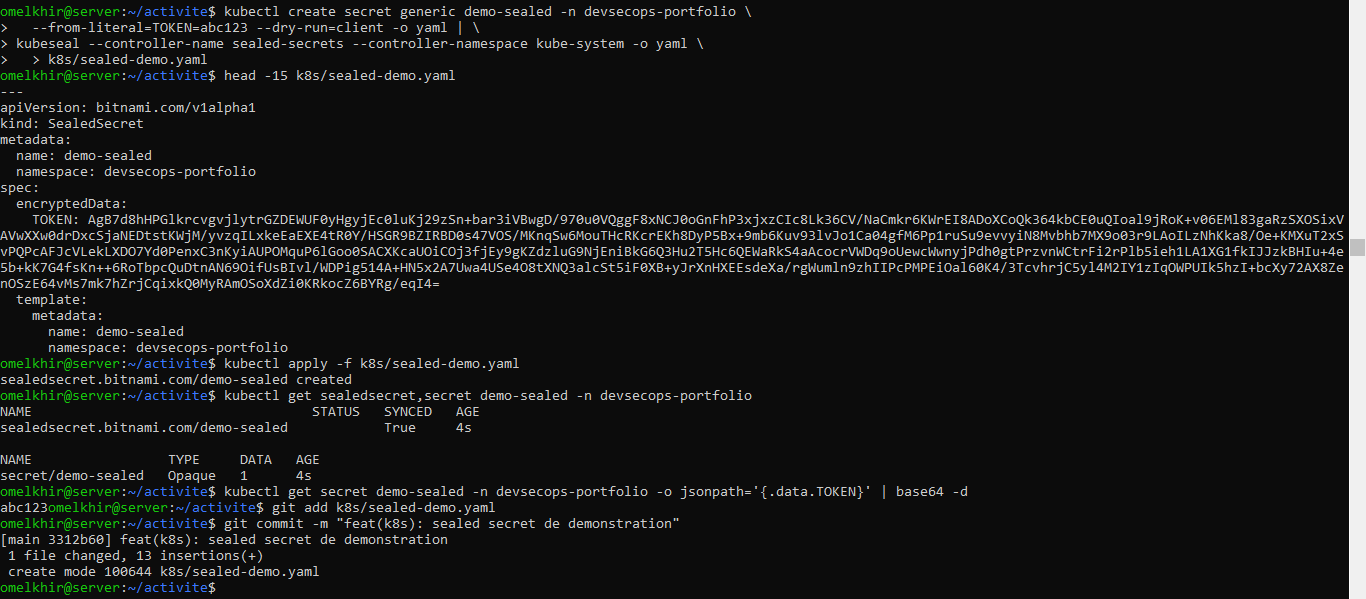 omelkhir@server:~/activite$ kubectl create secret generic demo-sealed -n devsecops-portfolio \
>   --from-literal=TOKEN=abc123 --dry-run=client -o yaml | \
> kubeseal --controller-name sealed-secrets --controller-namespace kube-system -o yaml \
>   > k8s/sealed-demo.yaml
omelkhir@server:~/activite$ head -15 k8s/sealed-demo.yaml
---
apiVersion: bitnami.com/v1alpha1
kind: SealedSecret
metadata:
  name: demo-sealed
  namespace: devsecops-portfolio
spec:
  encryptedData:
    TOKEN: AgB7d8hHPGlkrcvgvjlytrGZDEWUF0yHgyjEc0luKj29zSn+bar3iVBwgD/970u0VQggF8xNCJ0oGnFhP3xjxzCIc8Lk36CV/NaCmkr6KWrEI8ADoXCoQk364kbCE0uQIoal9jRoK+v06EMl83gaRzSXOSixV
AVwXXw0drDxcSjaNEDtstKWjM/yvzqILxkeEaEXE4tR0Y/HSGR9BZIRBD0s47VOS/MKnqSw6MouTHcRKcrEKh8DyP5Bx+9mb6Kuv93lvJo1Ca04gfM6Pp1ruSu9evvyiN8Mvbhb7MX9o03r9LAoILzNhKka8/Oe+KMXuT2xS
vPQPcAFJcVLekLXDO7Yd0PenxC3nKyiAUPOMquP6lGoo0SACXKcaUOiCOj3fjEy9gKZdzluG9NjEniBkG6Q3Hu2T5Hc6QEWaRkS4aAcocrVWDq9oUewcWwnyjPdh0gtPrzvnWCtrFi2rPlb5ieh1LA1XG1fkIJJzkBHIu+4e
5b+kK7G4fsKn++6RoTbpcQuDtnAN69OifUsBIvl/WDPig514A+HN5x2A7Uwa4USe4O8tXNQ3alcSt5iF0XB+yJrXnHXEEsdeXa/rgWumln9zhIIPcPMPEiOal60K4/3TcvhrjC5yl4M2IY1zIqOWPUIk5hzI+bcXy72AX8Ze
nOSzE64vMs7mk7hZrjCqixkQ0MyRAmOSoXdZi0KRkocZ6BYRg/eqI4=
  template:
    metadata:
      name: demo-sealed
      namespace: devsecops-portfolio
omelkhir@server:~/activite$ kubectl apply -f k8s/sealed-demo.yaml
sealedsecret.bitnami.com/demo-sealed created
omelkhir@server:~/activite$ kubectl get sealedsecret,secret demo-sealed -n devsecops-portfolio
NAME                                   STATUS   SYNCED   AGE
sealedsecret.bitnami.com/demo-sealed            True     4s

NAME                 TYPE     DATA   AGE
secret/demo-sealed   Opaque   1      4s
omelkhir@server:~/activite$ kubectl get secret demo-sealed -n devsecops-portfolio -o jsonpath='{.data.TOKEN}' | base64 -d
abc123omelkhir@server:~/activite$ git add k8s/sealed-demo.yaml
omelkhir@server:~/activite$ git commit -m "feat(k8s): sealed secret de demonstration"
[main 3312b60] feat(k8s): sealed secret de demonstration
 1 file changed, 13 insertions(+)
 create mode 100644 k8s/sealed-demo.yaml
omelkhir@server:~/activite$